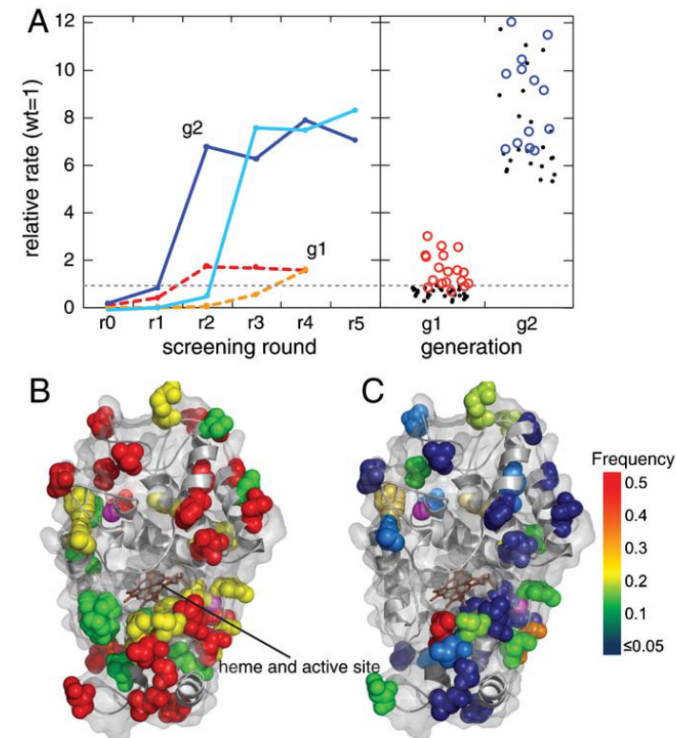 A
relative rate (wt=1)
12
10
8
6
4
2
0
g2
g1
r0 r1 r2 r3 r4 r5
screening round
g1 g2
generation
B
C
heme and active site
Frequency
0.5
0.4
0.3
0.2
0.1
≤0.05